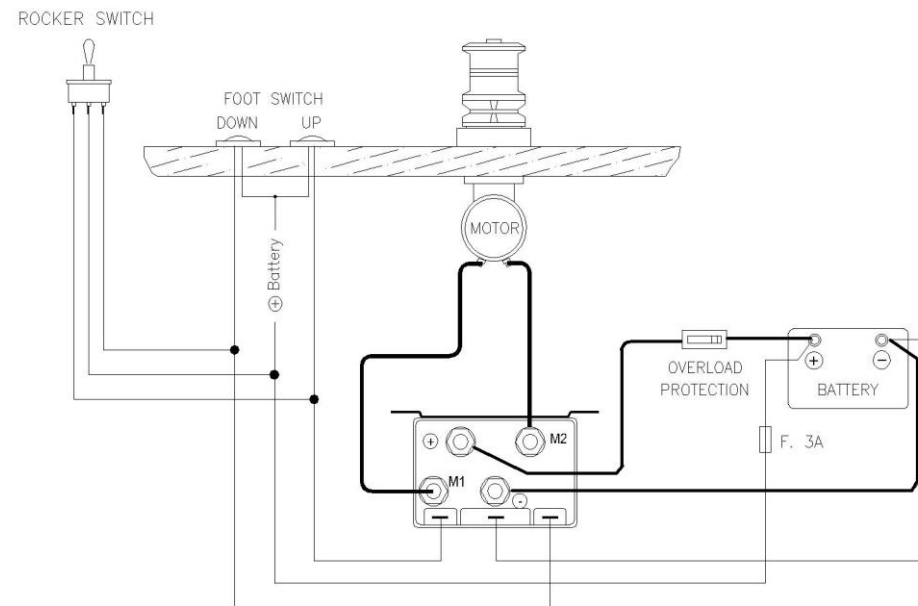 ROCKER SWITCH
FOOT SWITCH
DOWN UP
MOTOR
⊕ Battery
OVERLOAD
PROTECTION
⊕ ⊖
BATTERY
F. 3A
⊕ M2
M1
⊖